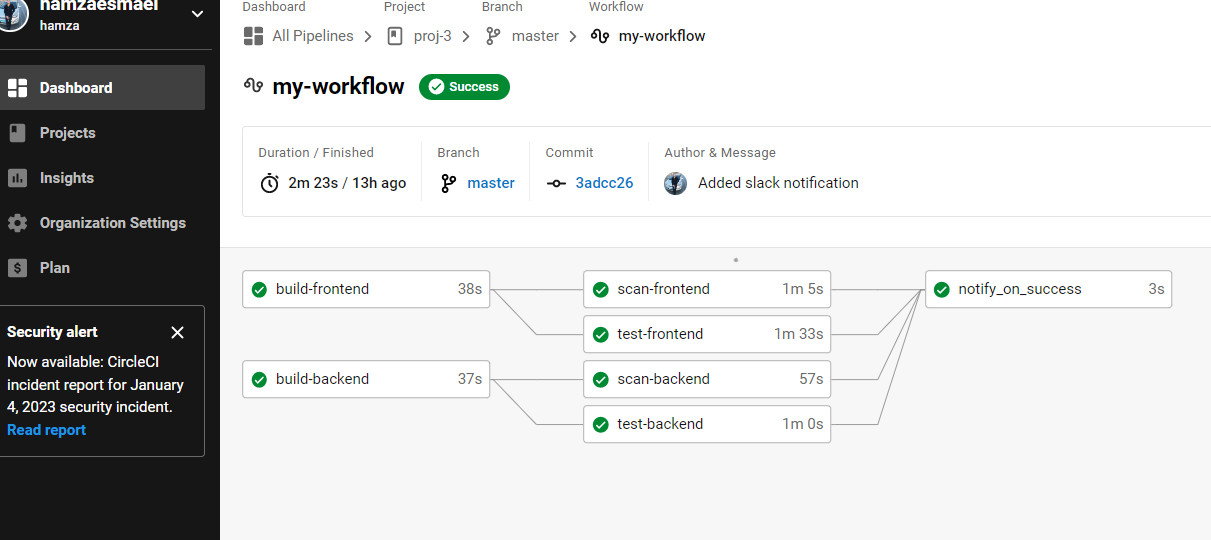 hamzaesmael
hamza
Dashboard
Projects
Insights
Organization Settings
Plan
Security alert
Now available: CircleCI
incident report for January
4, 2023 security incident.
Read report
Dashboard Project Branch Workflow
All Pipelines proj-3 master my-workflow
my-workflow Success
Duration / Finished Branch Commit Author & Message
2m 23s / 13h ago master 3adcc26 Added slack notification
build-frontend 38s scan-frontend 1m 5s notify_on_success 3s
test-frontend 1m 33s
build-backend 37s scan-backend 57s
test-backend 1m 0s